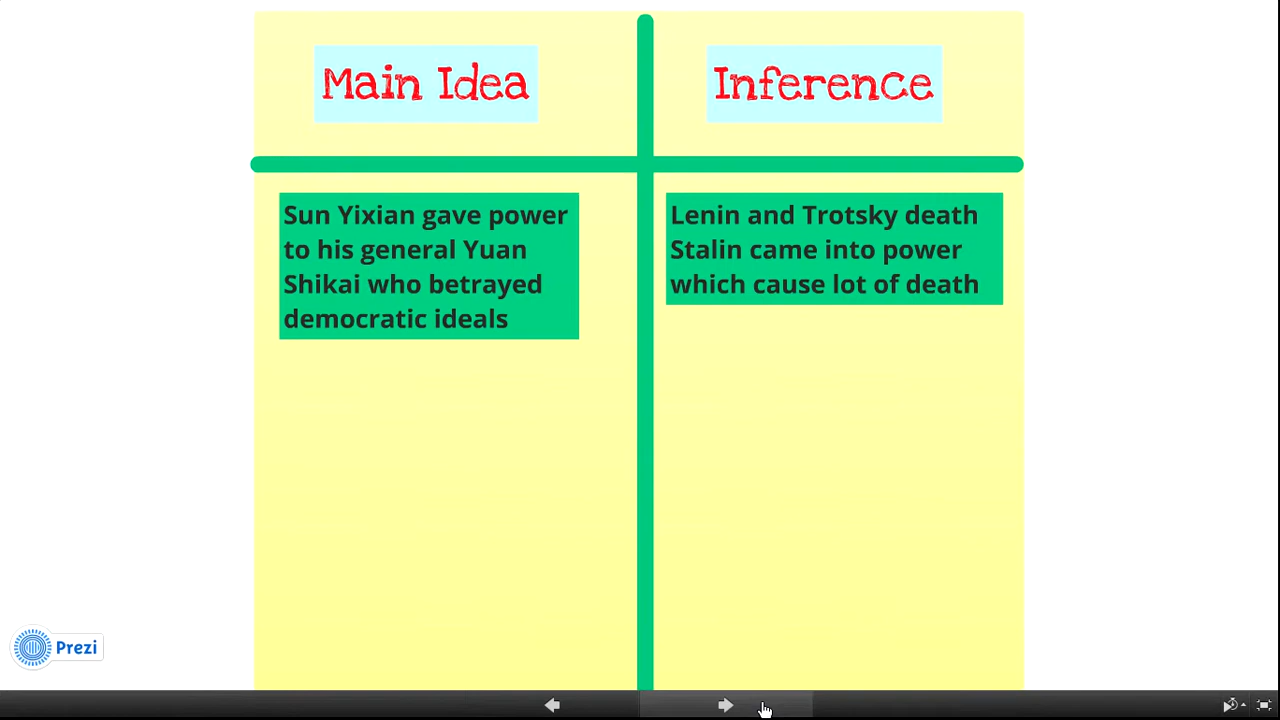 Main Idea
Inference
Sun Yixian gave power
to his general Yuan
Shikai who betrayed
democratic ideals
Lenin and Trotsky death
Stalin came into power
which cause lot of death
Prezi